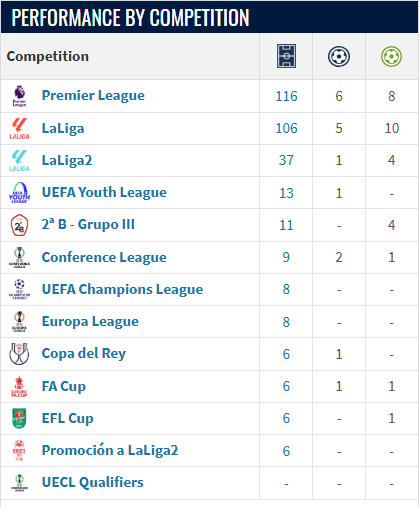 PERFORMANCE BY COMPETITION
Competition
Premier League 116 6 8
LaLiga 106 5 10
LaLiga2 37 1 4
UEFA Youth League 13 1 -
2ª B - Grupo III 11 - 4
Conference League 9 2 1
UEFA Champions League 8 - -
Europa League 8 - -
Copa del Rey 6 1 -
FA Cup 6 1 1
EFL Cup 6 - 1
Promoción a LaLiga2 6 - -
UECL Qualifiers - - -